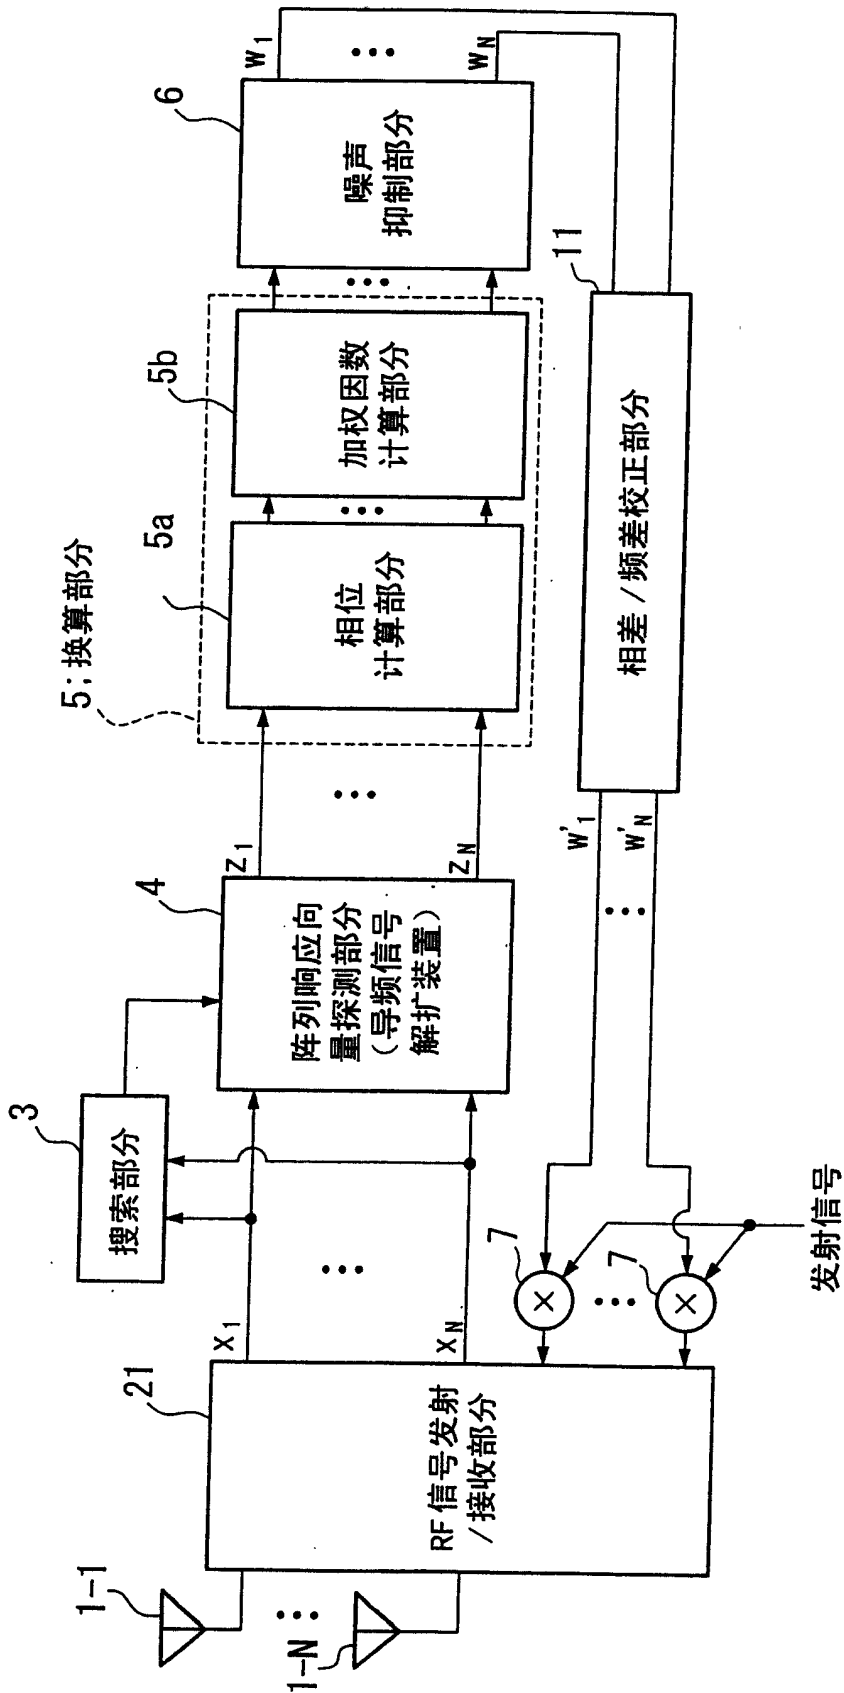 1-1
1-N
21
RF信号发射
/接收部分
X1
XN
3
搜索部分
4
阵列响应向
量探测部分
(导频信号
解扩装置)
Z1
ZN
5;换算部分
5a
相位
计算部分
5b
加权因数
计算部分
6
噪声
抑制部分
W1
WN
11
相差/频差校正部分
W'1
W'N
7
7
发射信号